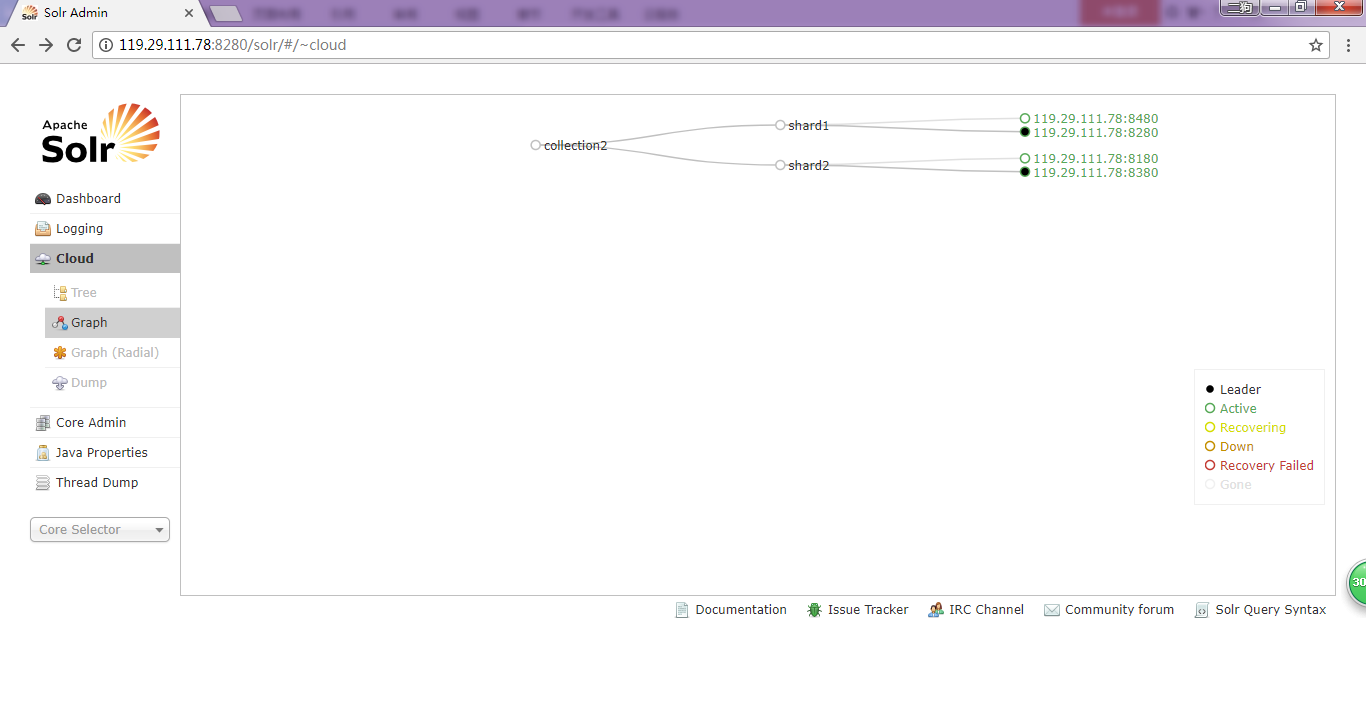 Solr Admin
二狗
119.29.111.78:8280/solr/#/~cloud
Apache
Solr
Dashboard
Logging
Cloud
Tree
Graph
Graph (Radial)
Dump
Core Admin
Java Properties
Thread Dump
Core Selector
collection2
shard1
shard2
119.29.111.78:8480
119.29.111.78:8280
119.29.111.78:8180
119.29.111.78:8380
Leader
Active
Recovering
Down
Recovery Failed
Gone
30
Documentation
Issue Tracker
IRC Channel
Community forum
Solr Query Syntax